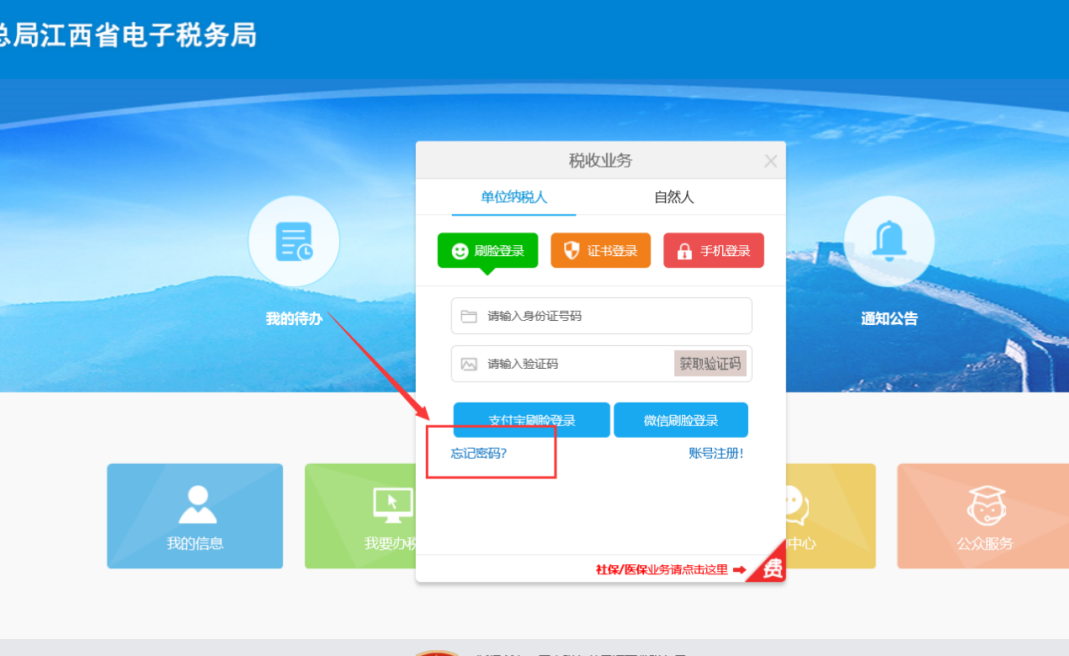 总局江西省电子税务局
税收业务
单位纳税人
自然人
刷脸登录
证书登录
手机登录
我的待办
请输入身份证号码
通知公告
请输入验证码
获取验证码
支付宝刷脸登录
微信刷脸登录
忘记密码?
账号注册!
我的信息
我要办税
中心
公众服务
社保/医保业务请点击这里
费